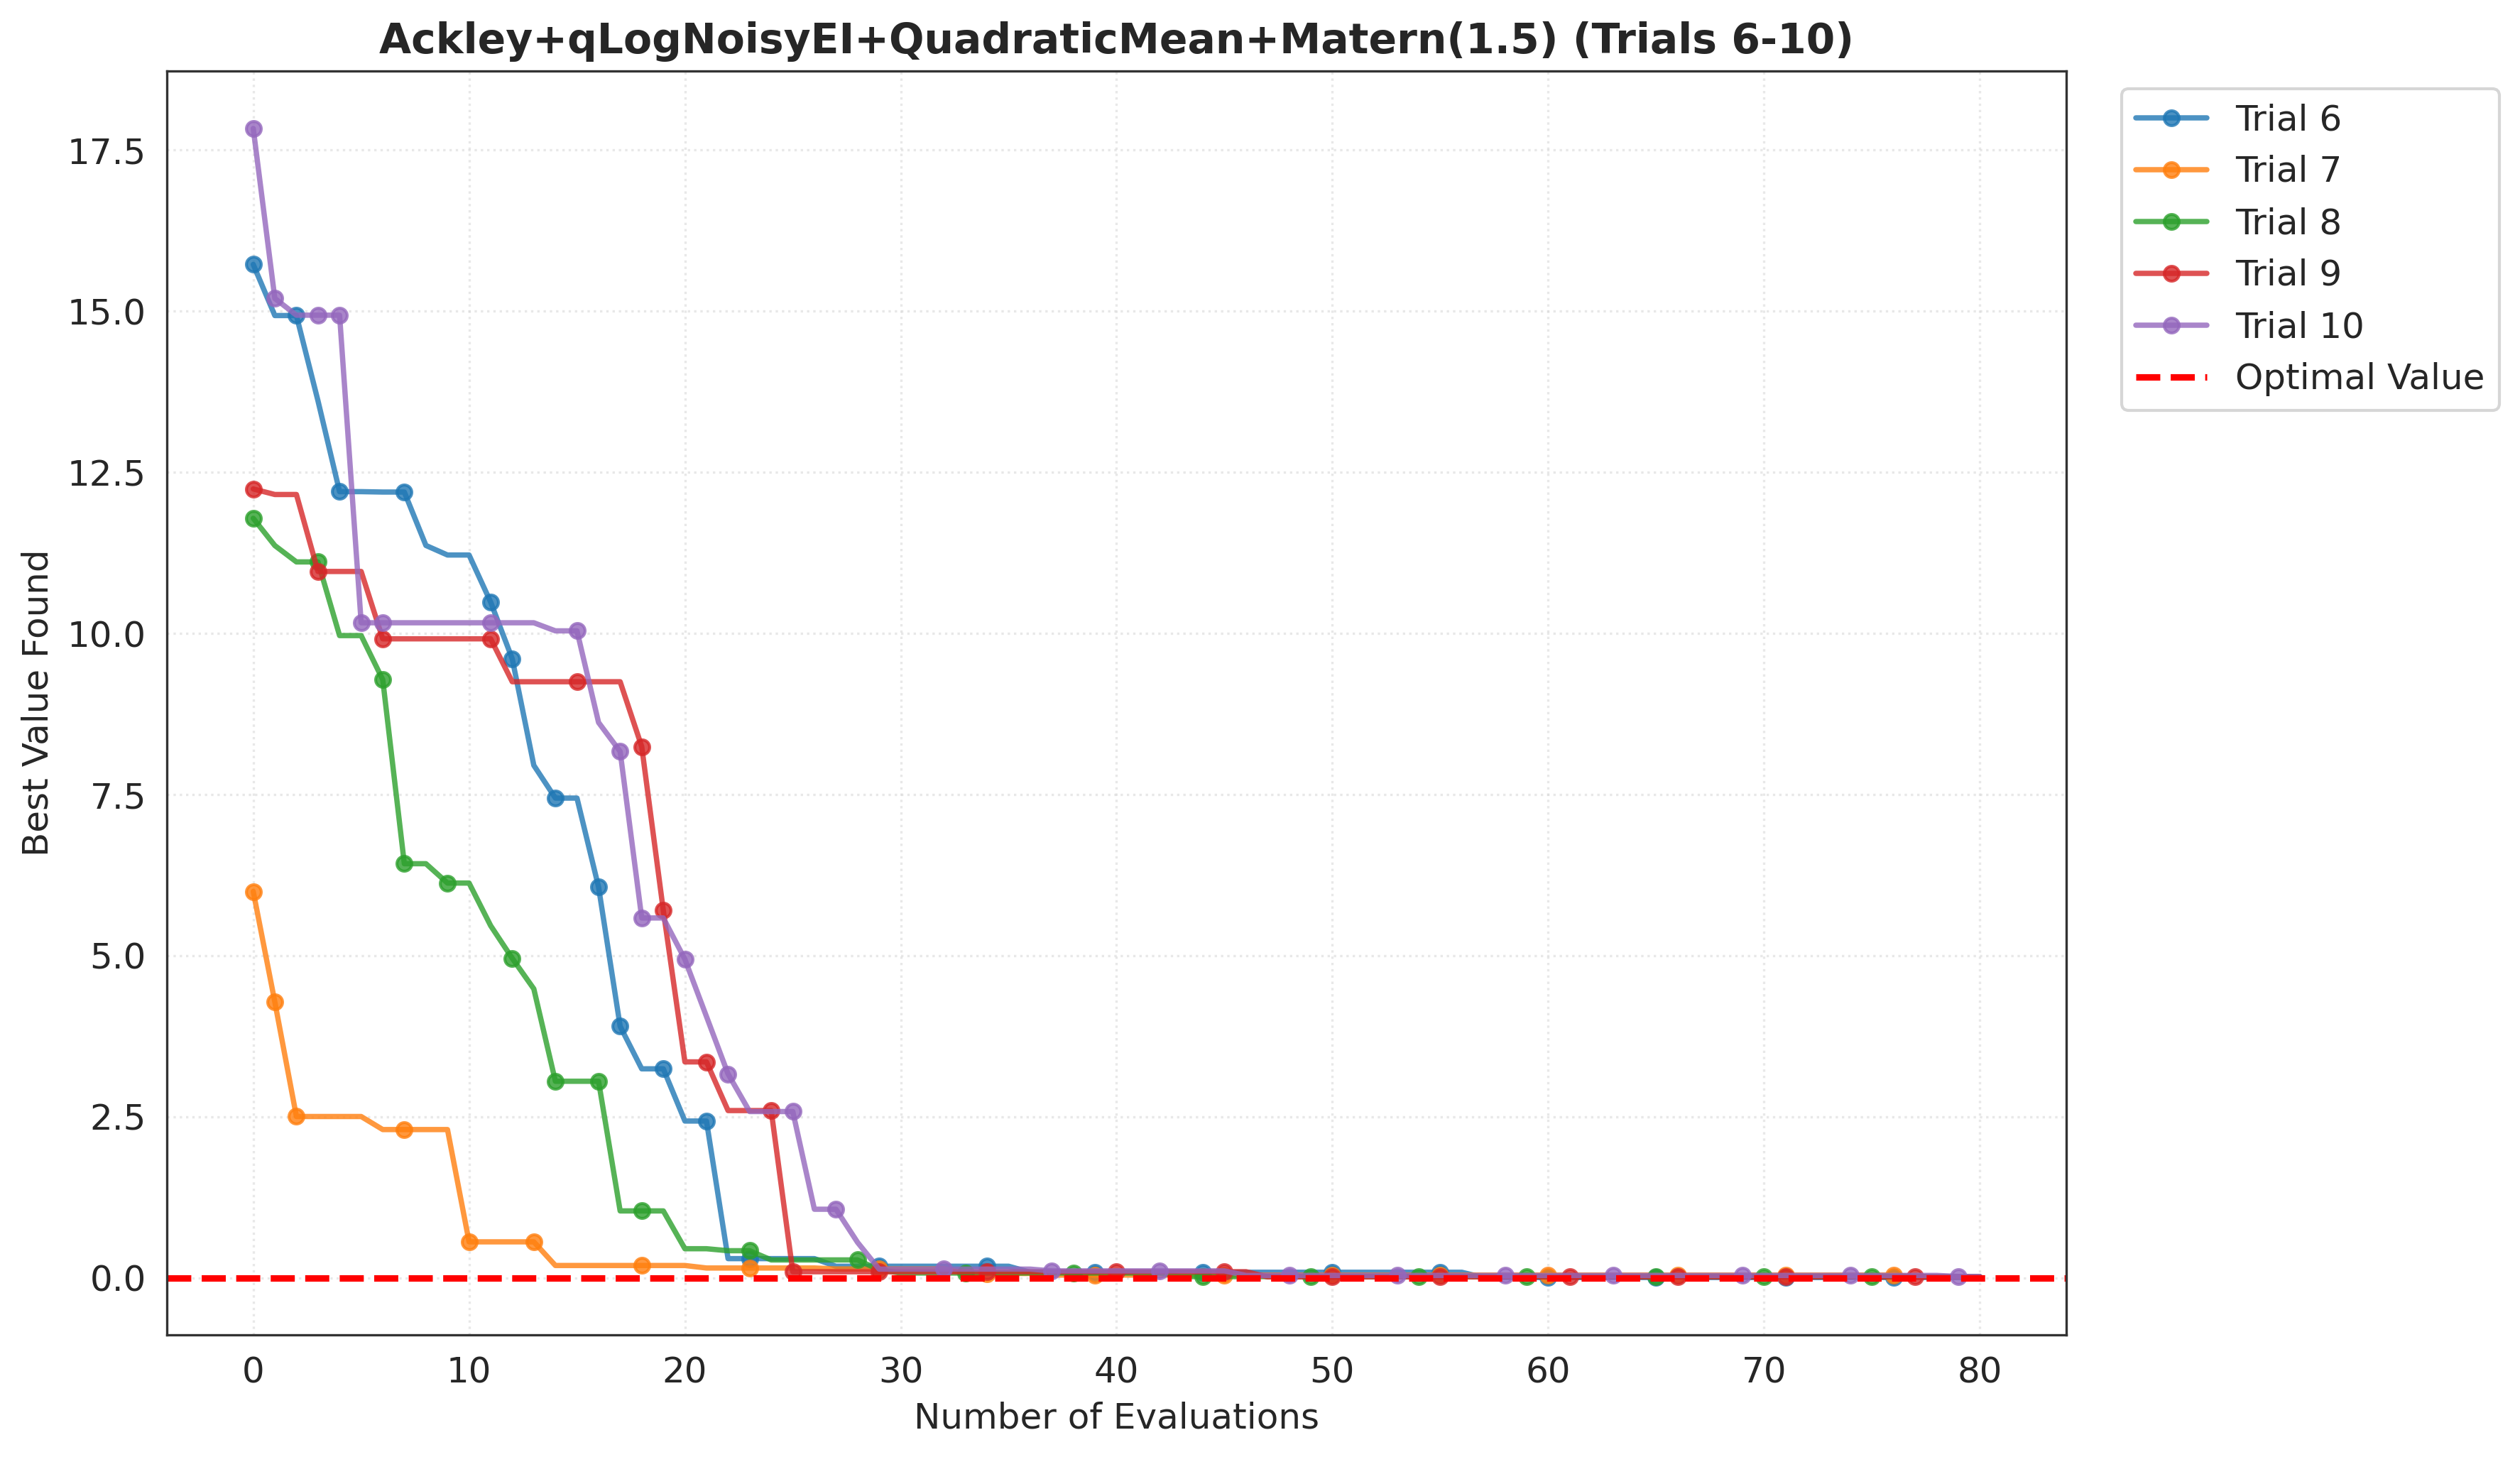 Ackley+qLogNoisyEI+QuadraticMean+Matern(1.5) (Trials 6-10)
Best Value Found
17.5
15.0
12.5
10.0
7.5
5.0
2.5
0.0
0 10 20 30 40 50 60 70 80
Number of Evaluations
Trial 6
Trial 7
Trial 8
Trial 9
Trial 10
Optimal Value